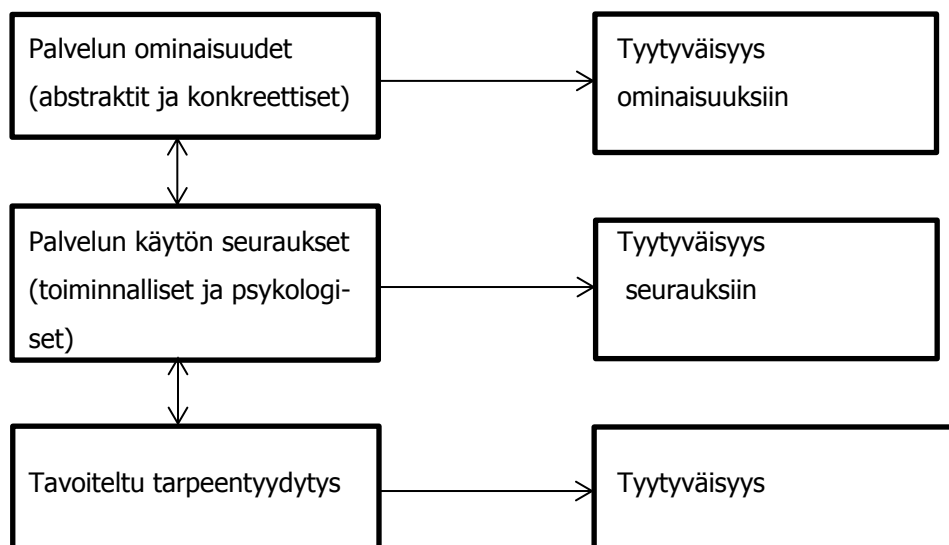 Palvelun ominaisuudet
(abstraktit ja konkreettiset)
Tyytyväisyys
ominaisuuksiin
Palvelun käytön seuraukset
(toiminnalliset ja psykologi-
set)
Tyytyväisyys
seurauksiin
Tavoiteltu tarpeentyydytys
Tyytyväisyys